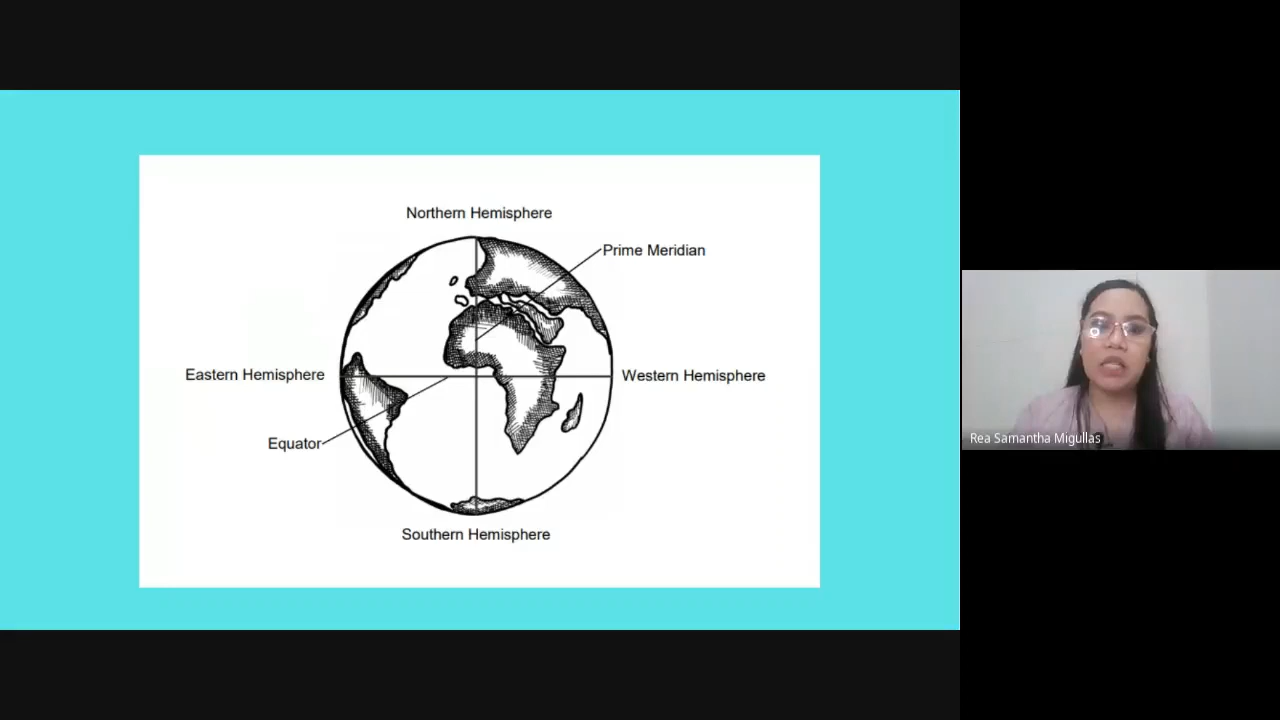 Northern Hemisphere
Prime Meridian
Eastern Hemisphere
Western Hemisphere
Equator
Southern Hemisphere
Rea Samantha Migullas